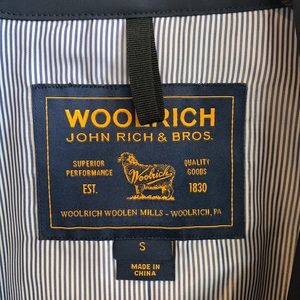 WOOLRICH
JOHN RICH & BROS.
SUPERIOR PERFORMANCE
QUALITY GOODS
Woolrich
EST. 1830
WOOLRICH WOOLEN MILLS - WOOLRICH, PA
S
MADE IN
CHINA